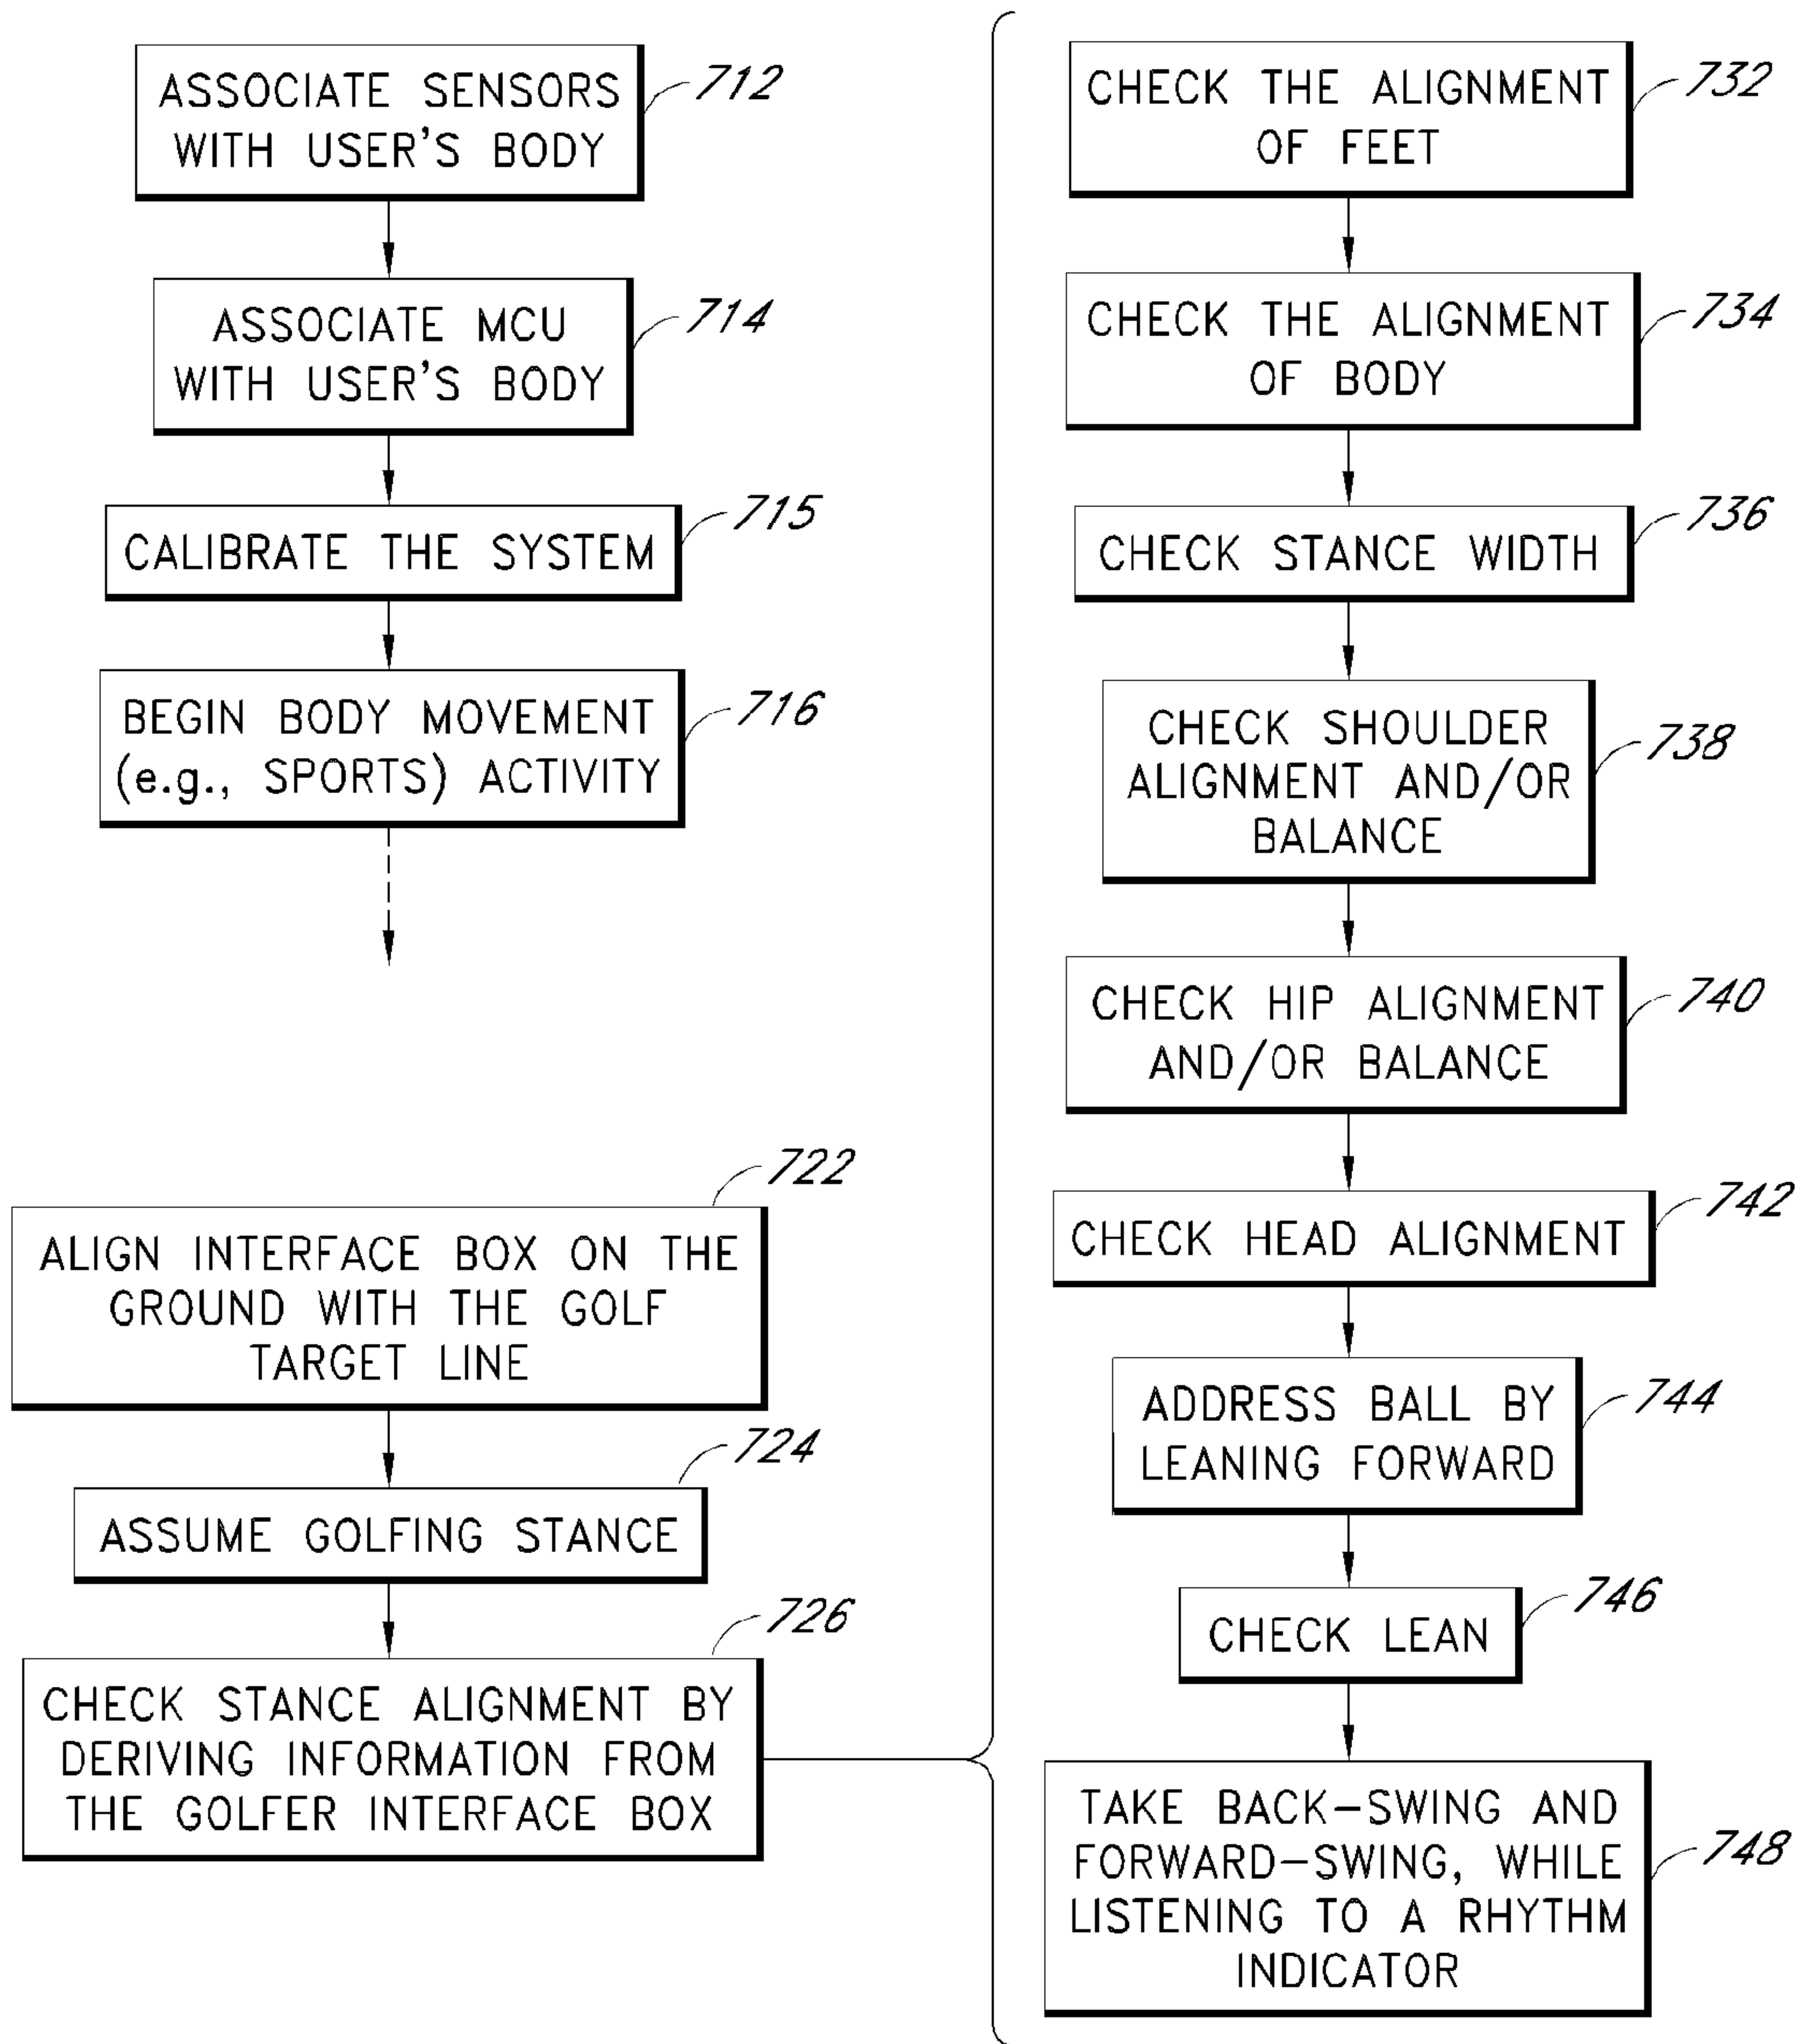 ASSOCIATE SENSORS
WITH USER'S BODY
712
ASSOCIATE MCU
WITH USER'S BODY
714
CALIBRATE THE SYSTEM
715
BEGIN BODY MOVEMENT
(e.g., SPORTS) ACTIVITY
716
722
ALIGN INTERFACE BOX ON THE
GROUND WITH THE GOLF
TARGET LINE
724
ASSUME GOLFING STANCE
726
CHECK STANCE ALIGNMENT BY
DERIVING INFORMATION FROM
THE GOLFER INTERFACE BOX
CHECK THE ALIGNMENT
OF FEET
732
CHECK THE ALIGNMENT
OF BODY
734
CHECK STANCE WIDTH
736
CHECK SHOULDER
ALIGNMENT AND/OR
BALANCE
738
CHECK HIP ALIGNMENT
AND/OR BALANCE
740
CHECK HEAD ALIGNMENT
742
ADDRESS BALL BY
LEANING FORWARD
744
CHECK LEAN
746
TAKE BACK-SWING AND
FORWARD-SWING, WHILE
LISTENING TO A RHYTHM
INDICATOR
748